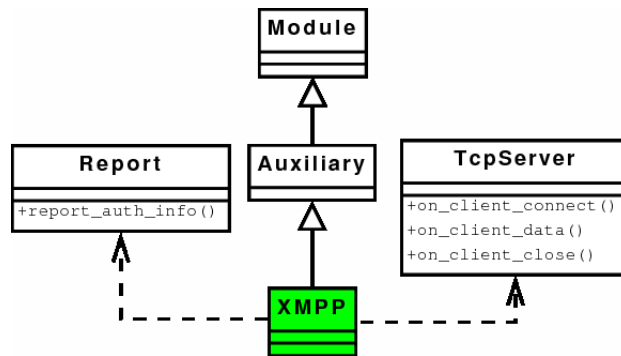 Module
Report
+report_auth_info()
Auxiliary
TcpServer
+on_client_connect()
+on_client_data()
+on_client_close()
XMPP